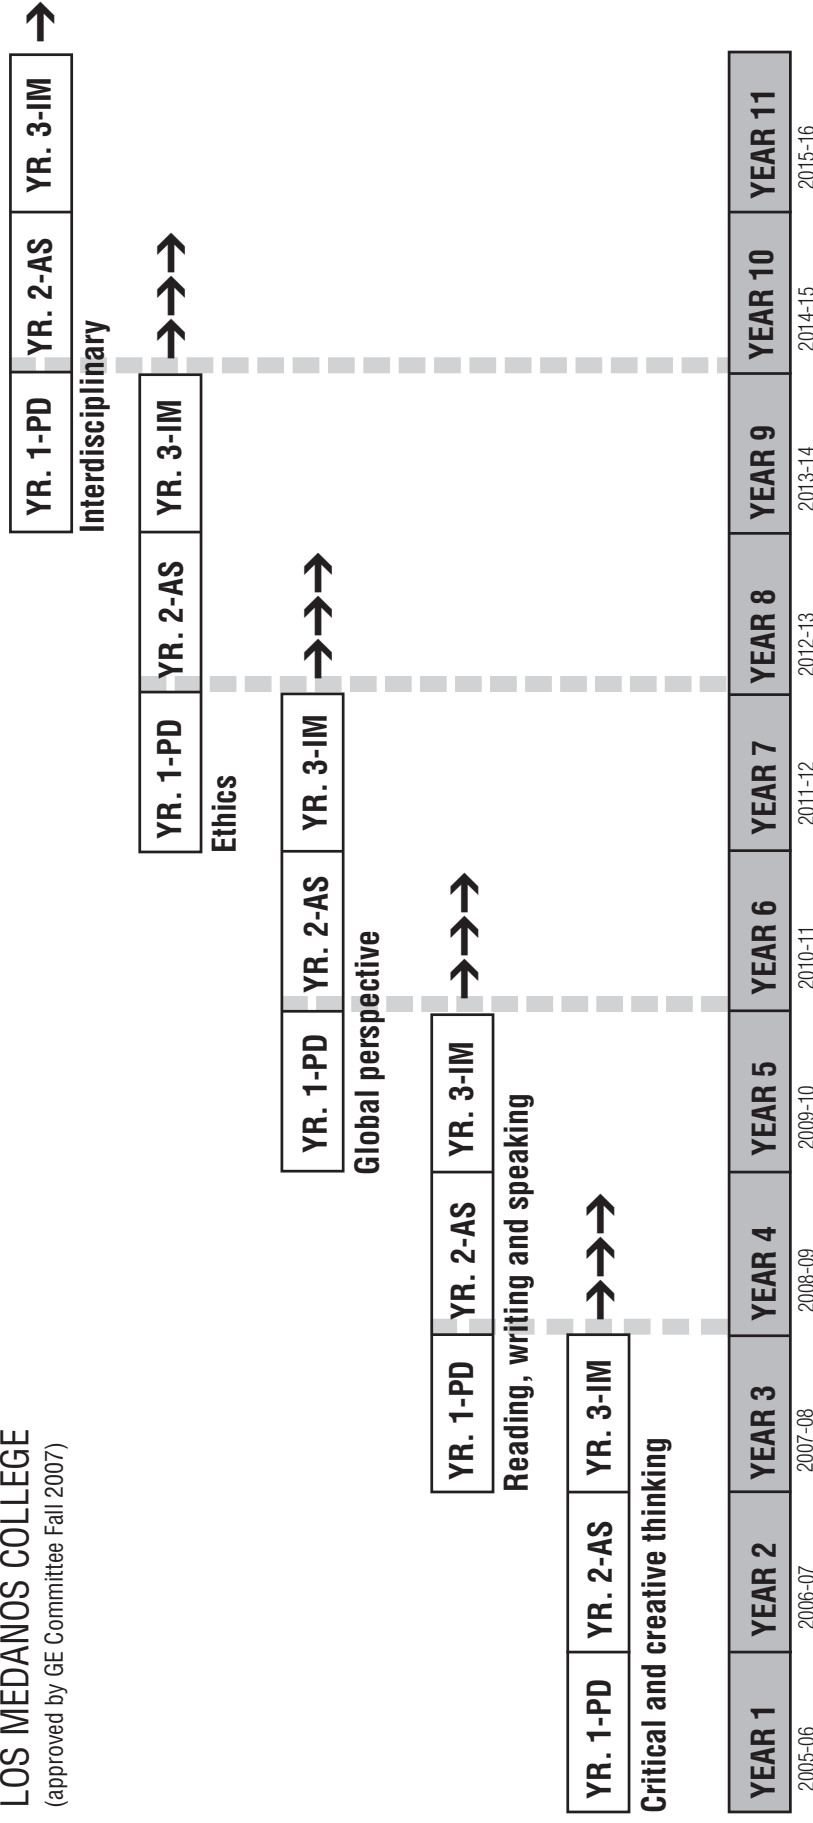 LOS MEDANOS COLLEGE
(approved by GE Committee Fall 2007)
YR. 1-PD YR. 2-AS YR. 3-IM
Interdisciplinary
YR. 1-PD YR. 2-AS YR. 3-IM
Ethics
YR. 1-PD YR. 2-AS YR. 3-IM
Global perspective
YR. 1-PD YR. 2-AS YR. 3-IM
Reading, writing and speaking
YR. 1-PD YR. 2-AS YR. 3-IM
Critical and creative thinking
YEAR 1 YEAR 2 YEAR 3 YEAR 4 YEAR 5 YEAR 6 YEAR 7 YEAR 8 YEAR 9 YEAR 10 YEAR 11
2005-06 2006-07 2007-08 2008-09 2009-10 2010-11 2011-12 2012-13 2013-14 2014-15 2015-16